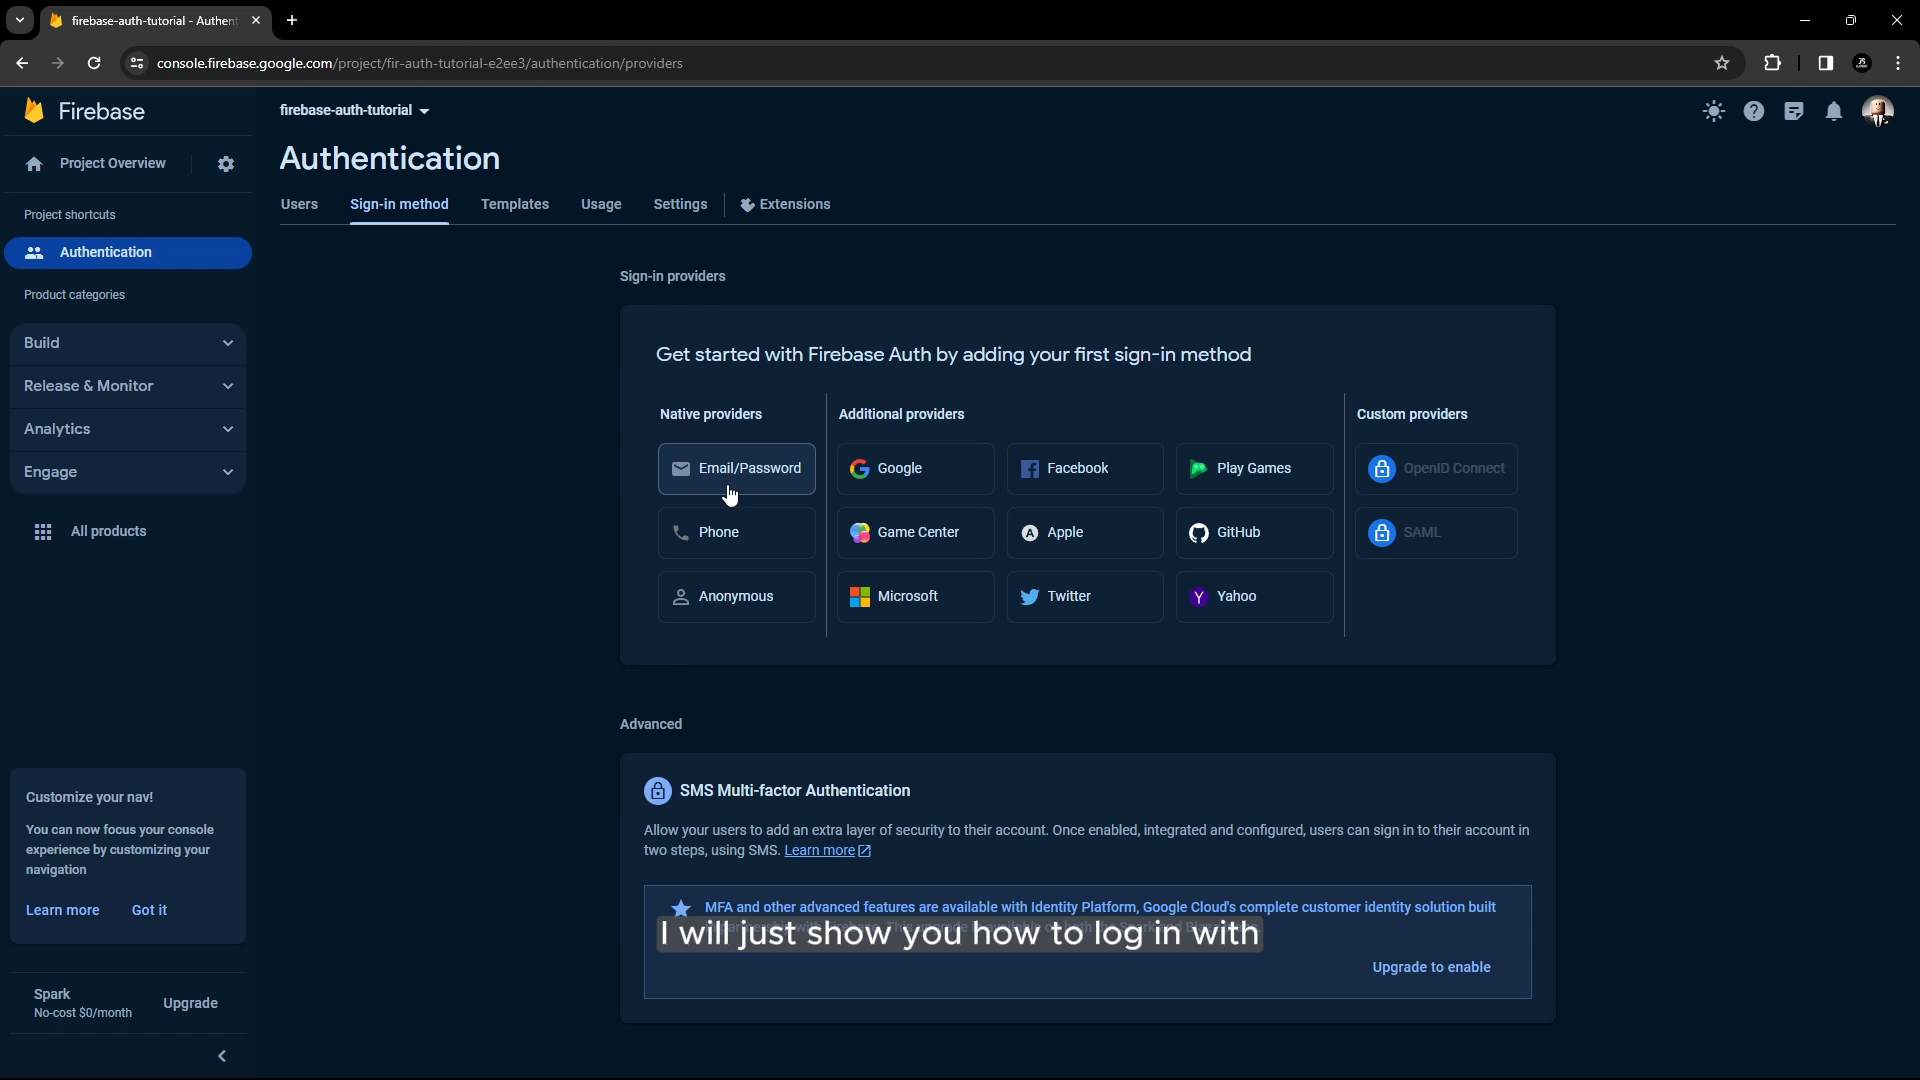 firebase-auth-tutorial - Authent
console.firebase.google.com/project/fir-auth-tutorial-e2ee3/authentication/providers
Firebase
firebase-auth-tutorial
Project Overview
Authentication
Users
Sign-in method
Templates
Usage
Settings
Extensions
Project shortcuts
Authentication
Product categories
Build
Release & Monitor
Analytics
Engage
All products
Sign-in providers
Get started with Firebase Auth by adding your first sign-in method
Native providers
Additional providers
Custom providers
Email/Password
Google
Facebook
Play Games
OpenID Connect
Phone
Game Center
Apple
GitHub
SAML
Anonymous
Microsoft
Twitter
Yahoo
Advanced
SMS Multi-factor Authentication
Allow your users to add an extra layer of security to their account. Once enabled, integrated and configured, users can sign in to their account in
two steps, using SMS. Learn more
MFA and other advanced features are available with Identity Platform, Google Cloud's complete customer identity solution built
I will just show you how to log in with
Upgrade to enable
Customize your nav!
You can now focus your console
experience by customizing your
navigation
Learn more
Got it
Spark
No-cost $0/month
Upgrade